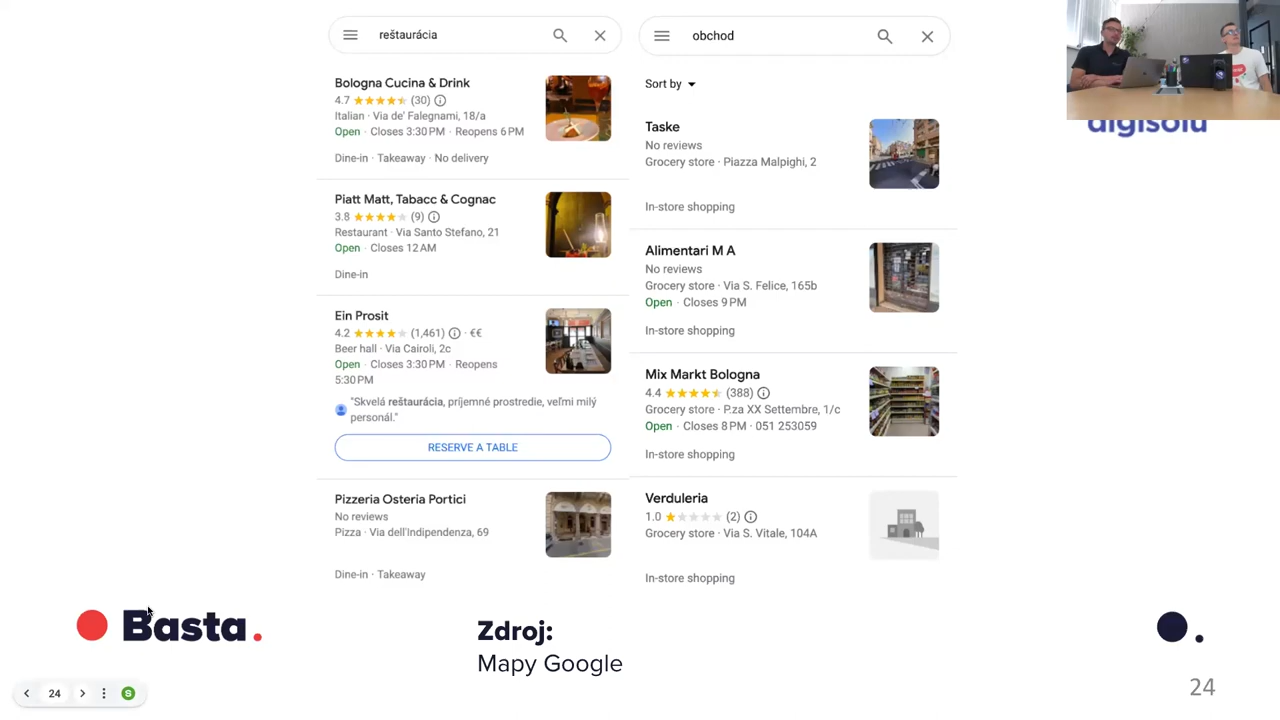 reštaurácia
Bologna Cucina & Drink
4.7 (30)
Italian · Via de' Falegnami, 18/a
Open · Closes 3:30 PM · Reopens 6 PM
Dine-in · Takeaway · No delivery
Piatt Matt, Tabacc & Cognac
3.8 (9)
Restaurant · Via Santo Stefano, 21
Open · Closes 12 AM
Dine-in
Ein Prosit
4.2 (1,461) · €€
Beer hall · Via Cairoli, 2c
Open · Closes 3:30 PM · Reopens
5:30 PM
"Skvelá reštaurácia, príjemné prostredie, veľmi milý
personál."
RESERVE A TABLE
Pizzeria Osteria Portici
No reviews
Pizza · Via dell'Indipendenza, 69
Dine-in · Takeaway
obchod
Sort by
Taske
No reviews
Grocery store · Piazza Malpighi, 2
In-store shopping
Alimentari M A
No reviews
Grocery store · Via S. Felice, 165b
Open · Closes 9 PM
In-store shopping
Mix Markt Bologna
4.4 (388)
Grocery store · P.za XX Settembre, 1/c
Open · Closes 8 PM · 051 253059
In-store shopping
Verduleria
1.0 (2)
Grocery store · Via S. Vitale, 104A
In-store shopping
digisolu
Basta.
Zdroj:
Mapy Google
24
S
24